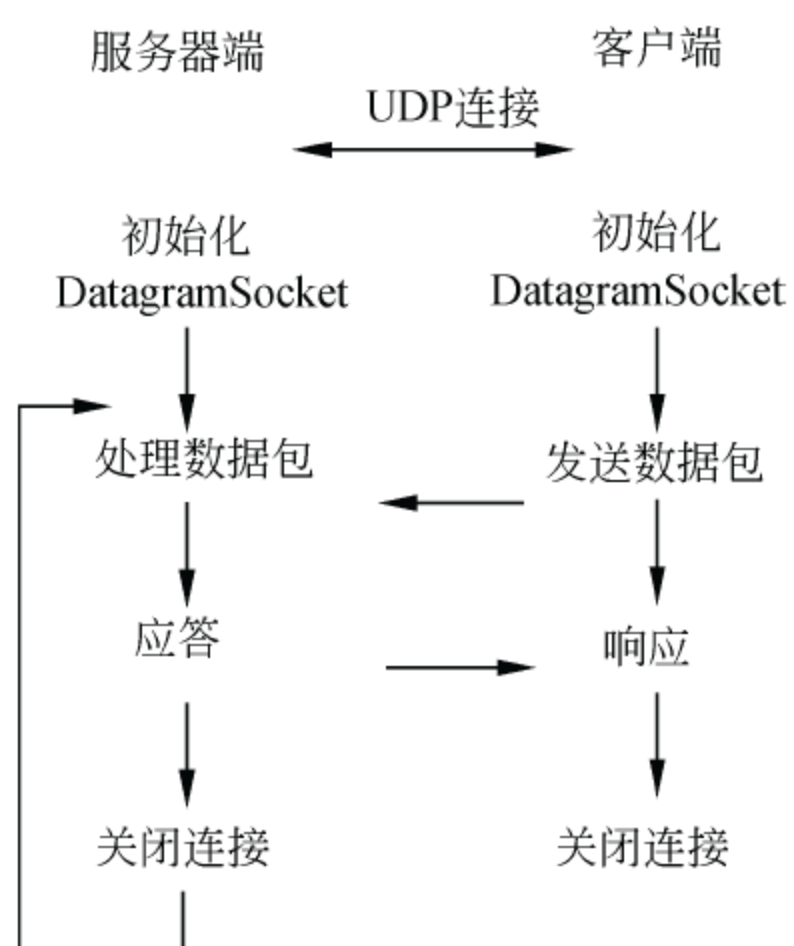 服务器端
客户端
UDP连接
初始化
DatagramSocket
初始化
DatagramSocket
处理数据包
发送数据包
应答
响应
关闭连接
关闭连接